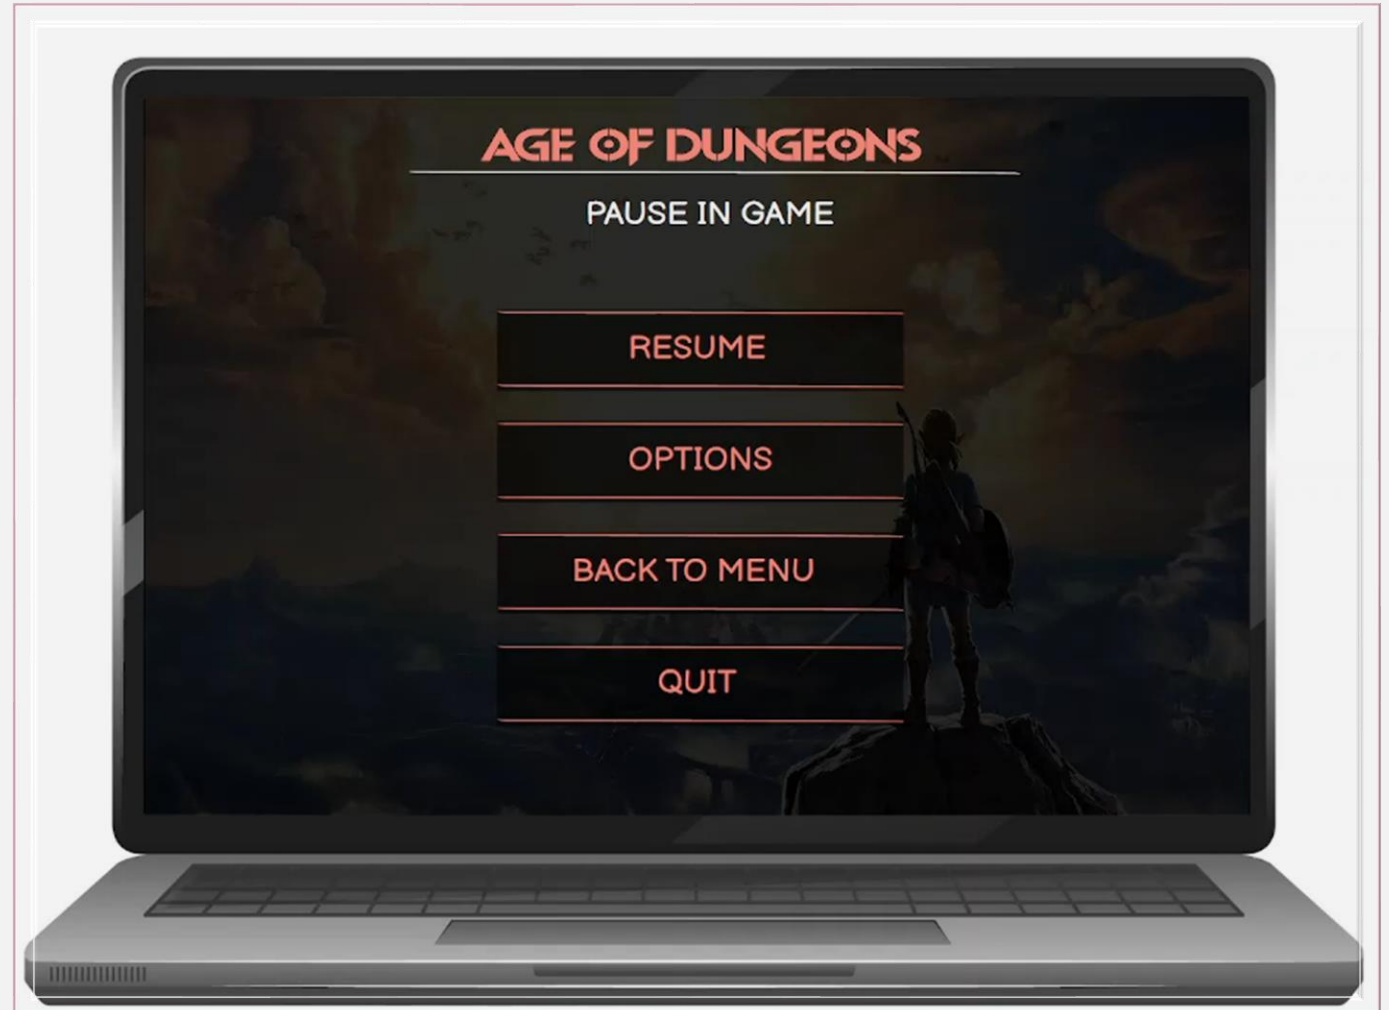 AGE OF DUNGEONS
PAUSE IN GAME
RESUME
OPTIONS
BACK TO MENU
QUIT